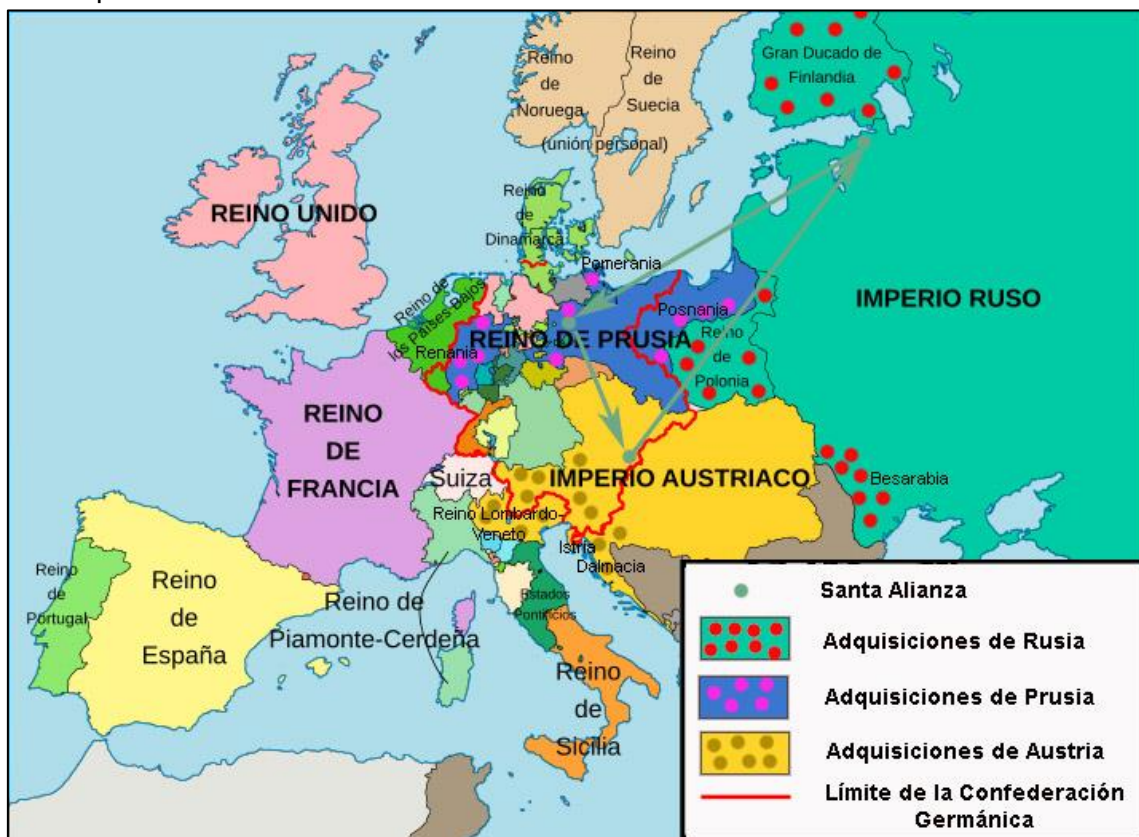 Gran Ducado de
Finlandia
Reino
de
Noruega
Reino
de
Suecia
(unión personal)
REINO UNIDO
Reino
de
Dinamarca
Pomerania
Reino de
los Países Bajos
Posnania
IMPERIO RUSO
REINO DE PRUSIA
Renania
Reino
de
Polonia
REINO
DE
FRANCIA
Suiza
IMPERIO AUSTRIACO
Besarabia
Reino Lombardo-
Veneto
Istria
Dalmacia
Reino
de
Portugal
Reino
de
España
Reino de
Piamonte-Cerdeña
Estados
Pontificios
Reino
de
Sicilia
Santa Alianza
Adquisiciones de Rusia
Adquisiciones de Prusia
Adquisiciones de Austria
Límite de la Confederación
Germánica